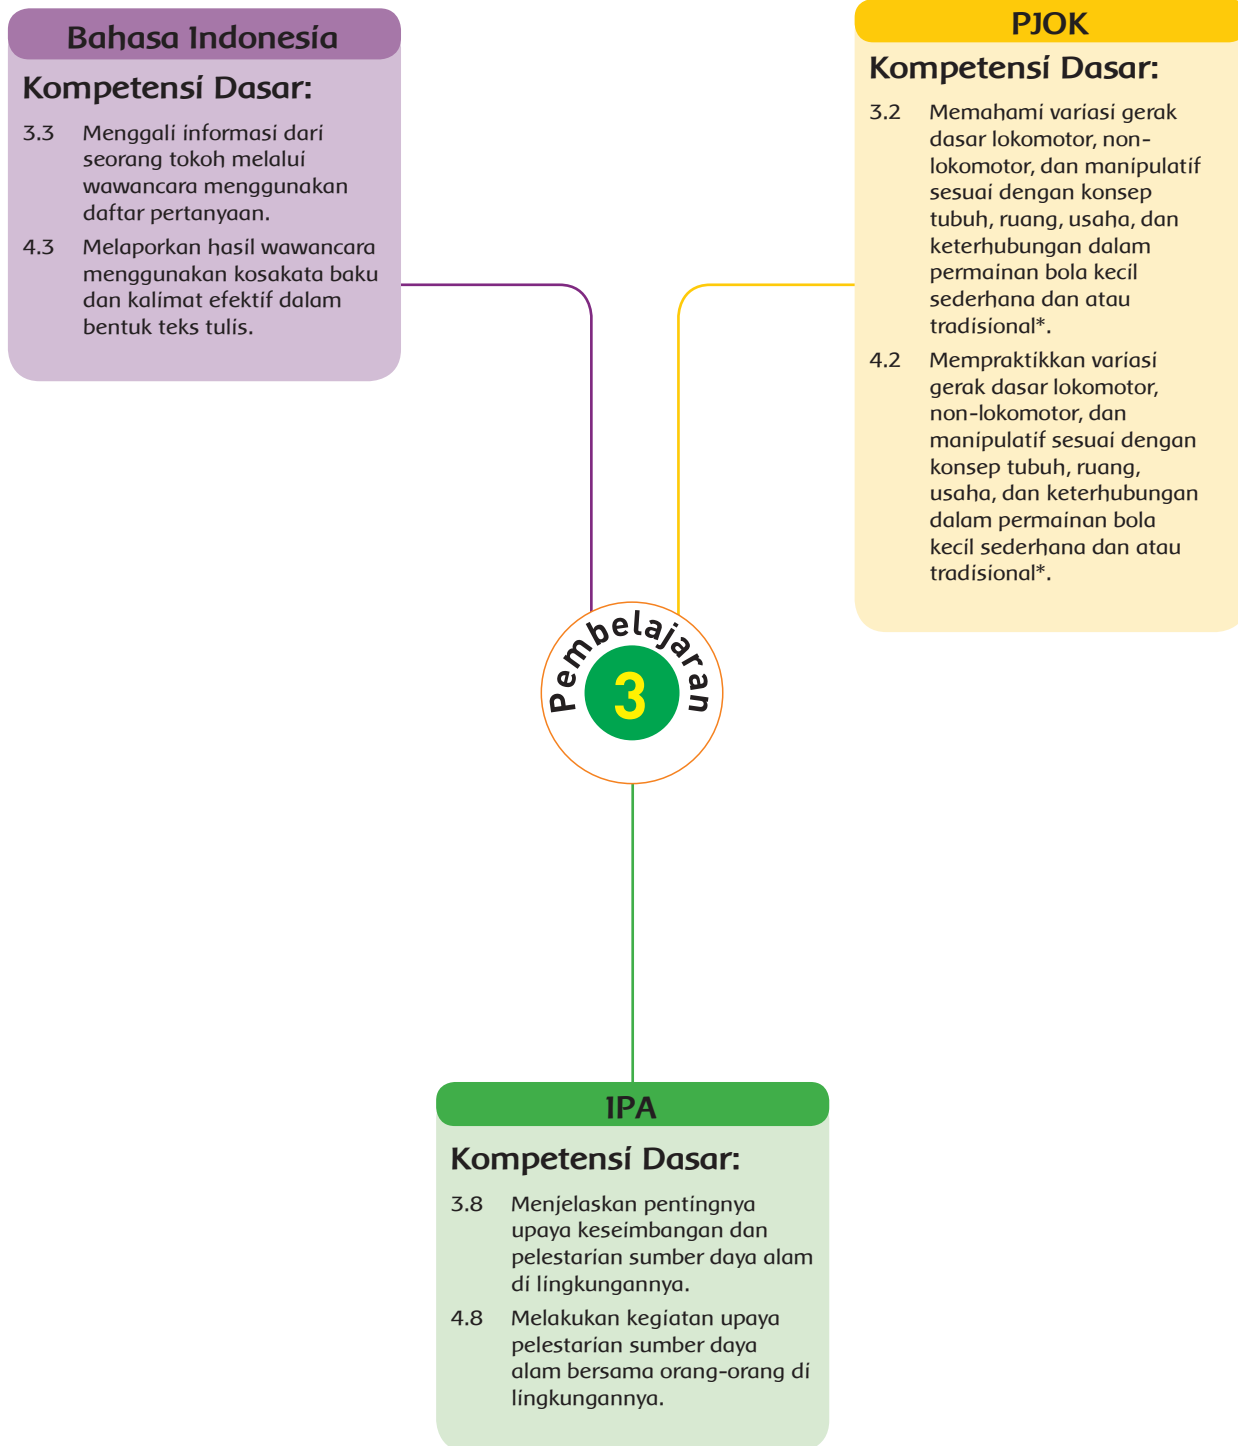 Bahasa Indonesia
Kompetensi Dasar:
3.3 Menggali informasi dari
seorang tokoh melalui
wawancara menggunakan
daftar pertanyaan.
4.3 Melaporkan hasil wawancara
menggunakan kosakata baku
dan kalimat efektif dalam
bentuk teks tulis.
PJOK
Kompetensi Dasar:
3.2 Memahami variasi gerak
dasar lokomotor, non-
lokomotor, dan manipulatif
sesuai dengan konsep
tubuh, ruang, usaha, dan
keterhubungan dalam
permainan bola kecil
sederhana dan atau
tradisional*.
4.2 Mempraktikkan variasi
gerak dasar lokomotor,
non-lokomotor, dan
manipulatif sesuai dengan
konsep tubuh, ruang,
usaha, dan keterhubungan
dalam permainan bola
kecil sederhana dan atau
tradisional*.
Pembelajaran
3
IPA
Kompetensi Dasar:
3.8 Menjelaskan pentingnya
upaya keseimbangan dan
pelestarian sumber daya alam
di lingkungannya.
4.8 Melakukan kegiatan upaya
pelestarian sumber daya
alam bersama orang-orang di
lingkungannya.